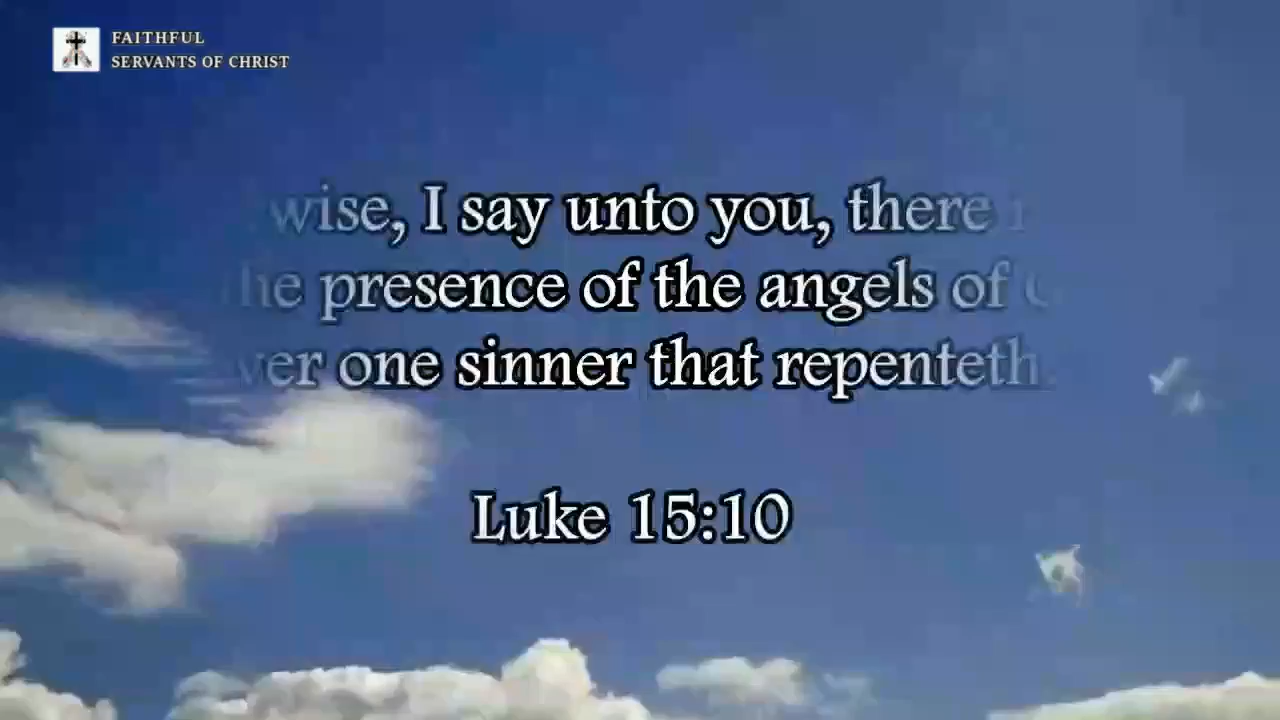 FAITHFUL
SERVANTS OF CHRIST
wise, I say unto you, there
he presence of the angels of
ver one sinner that repenteth.
Luke 15:10